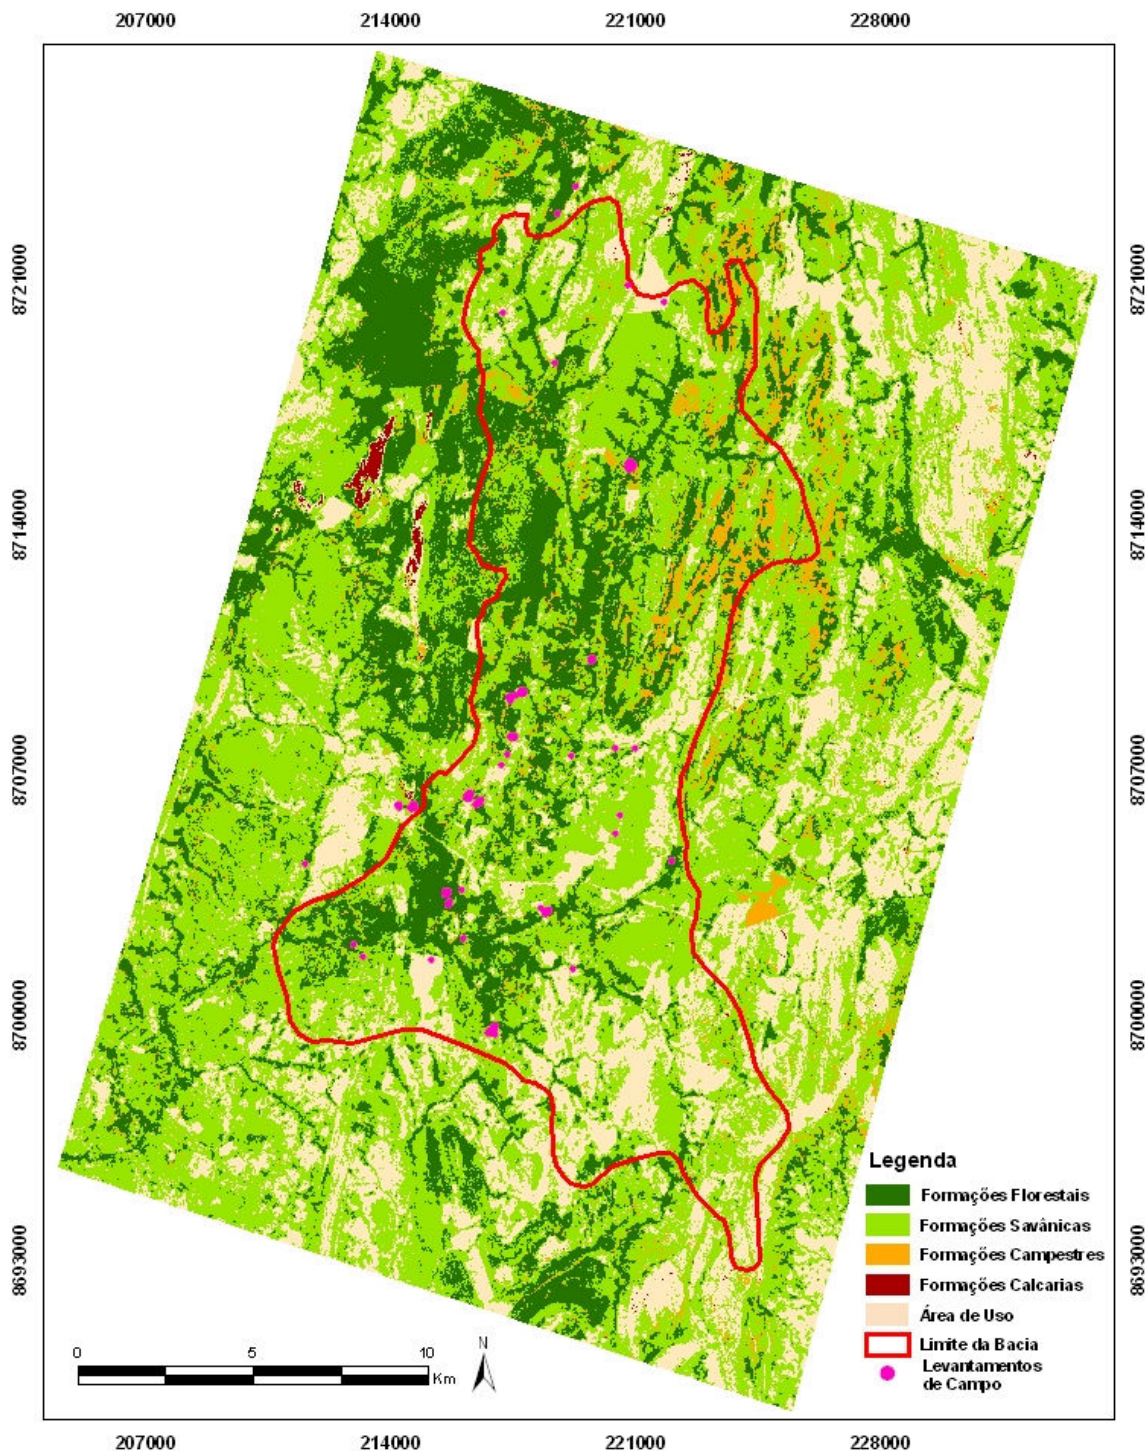 207000 214000 221000 228000
8721000
8721000
8714000
8714000
8707000
8707000
8700000
8700000
8693000
Legenda
Formações Florestais
Formações Savânicas
Formações Campestres
Formações Calcarias
Área de Uso
Limite da Bacia
Levantamentos
de Campo
N
0 5 10
Km
207000 214000 221000 228000